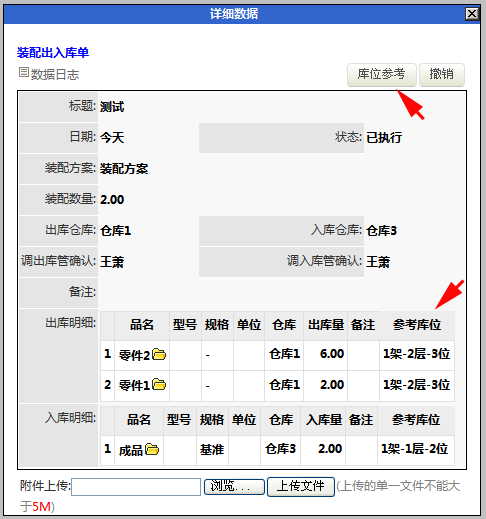 详细数据
装配出入库单
数据日志 库位参考 撤销
标题: 测试
日期: 今天 状态: 已执行
装配方案: 装配方案
装配数量: 2.00
出库仓库: 仓库1 入库仓库: 仓库3
调出库管确认: 王萧 调入库管确认: 王萧
备注:
出库明细: 品名 型号 规格 单位 仓库 出库量 备注 参考库位
1 零件2 - 仓库1 6.00 1架-2层-3位
2 零件1 - 仓库1 2.00 1架-2层-3位
入库明细: 品名 型号 规格 单位 仓库 入库量 备注 参考库位
1 成品 基准 仓库3 2.00 1架-1层-2位
附件上传: 浏览... 上传文件 (上传的单一文件不能大
于5M)